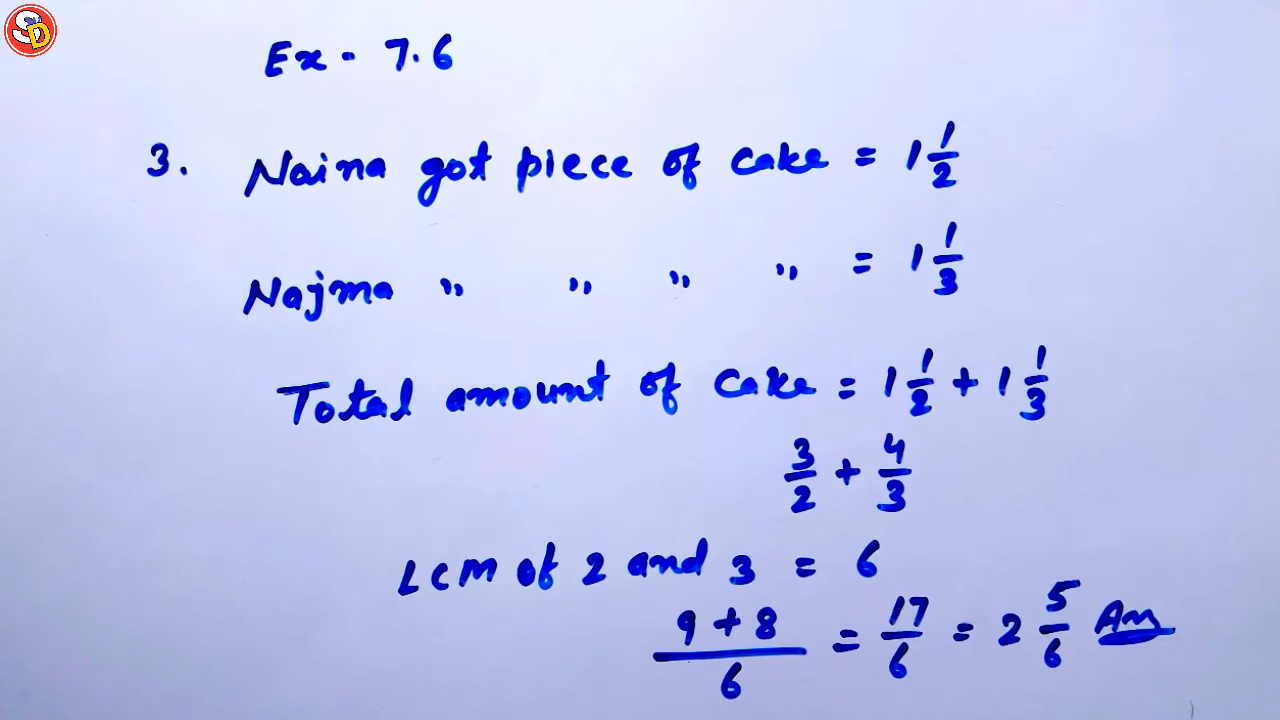 SD
Ex - 7.6
3. Naina got piece of cake = 1 1/2
Najma " " " " = 1 1/3
Total amount of cake = 1 1/2 + 1 1/3
3/2 + 4/3
LCM of 2 and 3 = 6
9 + 8 / 6 = 17/6 = 2 5/6 Ans